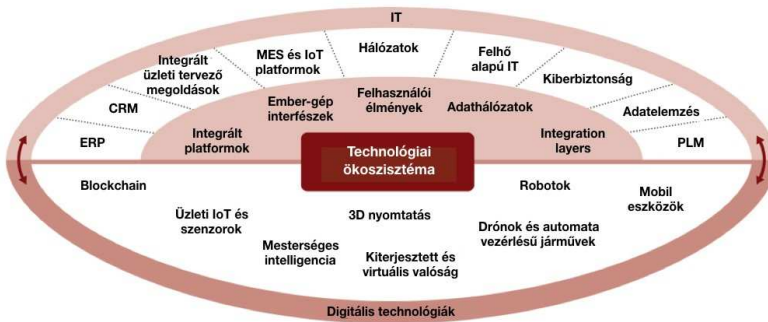 IT
Integrált
üzleti tervező
megoldások
MES és IoT
platformok
Hálózatok
Felhő
alapú IT
Kiberbiztonság
CRM
Ember-gép
interfészek
Felhasználói
élmények
Adathálózatok
Adatelemzés
ERP
Integrált
platformok
Technológiai
ökoszisztéma
Integration
layers
PLM
Blockchain
Robotok
Mobil
eszközök
Üzleti IoT és
szenzorok
3D nyomtatás
Drónok és automata
vezérlésű járművek
Mesterséges
intelligencia
Kiterjesztett és
virtuális valóság
Digitális technológiák